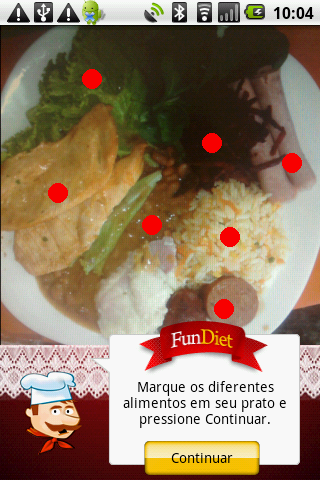 10:04
FunDiet
Marque os diferentes
alimentos em seu prato e
pressione Continuar.
Continuar